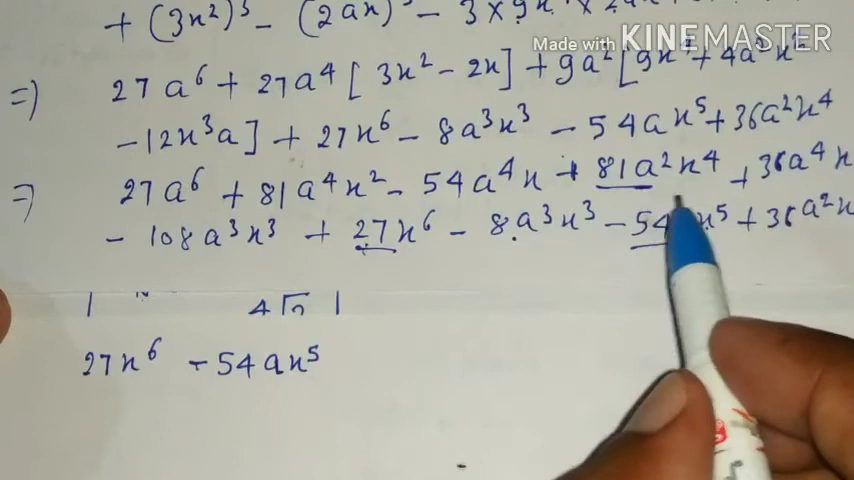 + (3x²)³ - (2ax)³ - 3 × 9x
Made with KINEMASTER
=) 27a⁶ + 27a⁴ [3x² - 2x] + 9a² [9x⁴ + 4a²x²
- 12x³a] + 27x⁶ - 8a³x³ - 54ax⁵ + 36a²x⁴
=) 27a⁶ + 81a⁴x² - 54a⁴x + 81a²x⁴ + 36a⁴x
- 108a³x³ + 27x⁶ - 8a³x³ - 54 x⁵ + 36a²x
27x⁶ - 54ax⁵